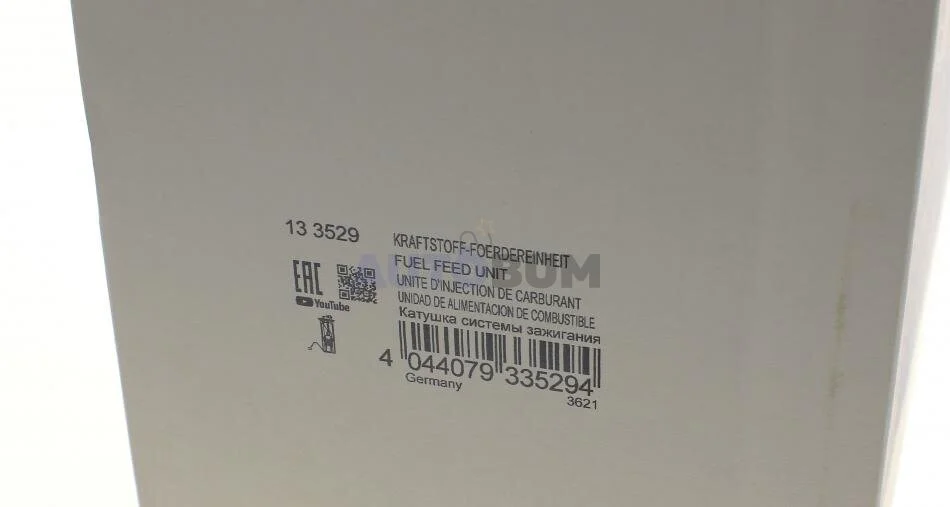 13 3529
KRAFTSTOFF-FOERDEREINHEIT
FUEL FEED UNIT
UNITE D'INJECTION DE CARBURANT
UNIDAD DE ALIMENTACION DE COMBUSTIBLE
Катушка системы зажигания
EAC
YouTube
4 044079 335294
Germany
3621
AUTOBUM